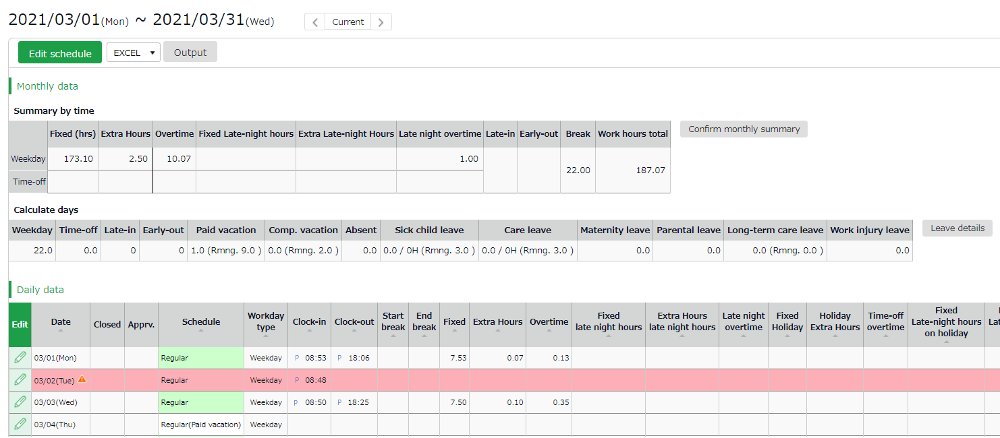 2021/03/01(Mon) ~ 2021/03/31(Wed) Current
Edit schedule EXCEL Output
Monthly data
Summary by time
Fixed (hrs) Extra Hours Overtime Fixed Late-night hours Extra Late-night Hours Late night overtime Late-in Early-out Break Work hours total Confirm monthly summary
Weekday 173.10 2.50 10.07 1.00 22.00 187.07
Time-off
Calculate days
Weekday Time-off Late-in Early-out Paid vacation Comp. vacation Absent Sick child leave Care leave Maternity leave Parental leave Long-term care leave Work injury leave Leave details
22.0 0.0 0 0 1.0 (Rmng. 9.0 ) 0.0 (Rmng. 2.0 ) 0.0 0.0 / 0H (Rmng. 3.0 ) 0.0 / 0H (Rmng. 3.0 ) 0.0 0.0 0.0 (Rmng. 0.0 ) 0.0
Daily data
Edit Date Closed Apprv. Schedule Workday type Clock-in Clock-out Start break End break Fixed Extra Hours Overtime Fixed late night hours Extra Hours late night hours Late night overtime Fixed Holiday Holiday Extra Hours Time-off overtime Fixed Late-night hours on holiday
03/01(Mon) Regular Weekday P 08:53 P 18:06 7.53 0.07 0.13
03/02(Tue) Regular Weekday P 08:48
03/03(Wed) Regular Weekday P 08:50 P 18:25 7.50 0.10 0.35
03/04(Thu) Regular(Paid vacation) Weekday